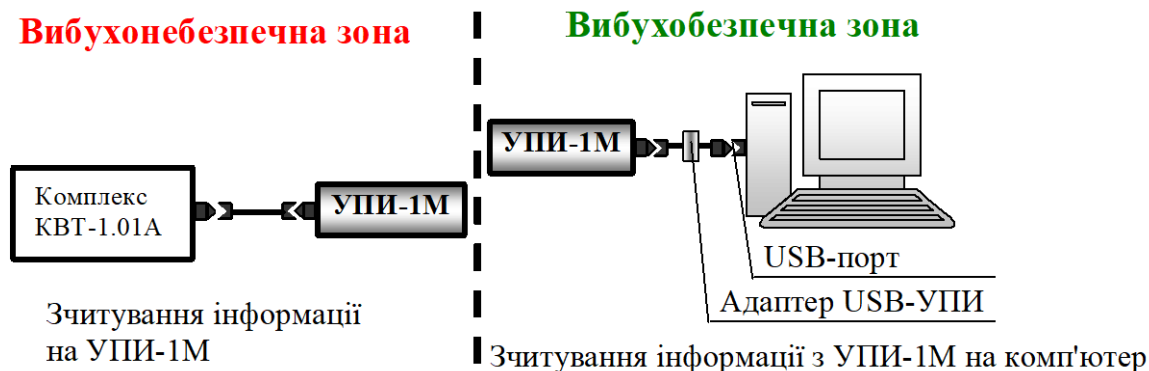 Вибухонебезпечна зона
Вибухобезпечна зона
Комплекс
КВТ-1.01А
УПИ-1М
УПИ-1М
USB-порт
Адаптер USB-УПИ
Зчитування інформації
на УПИ-1М
Зчитування інформації з УПИ-1М на комп'ютер